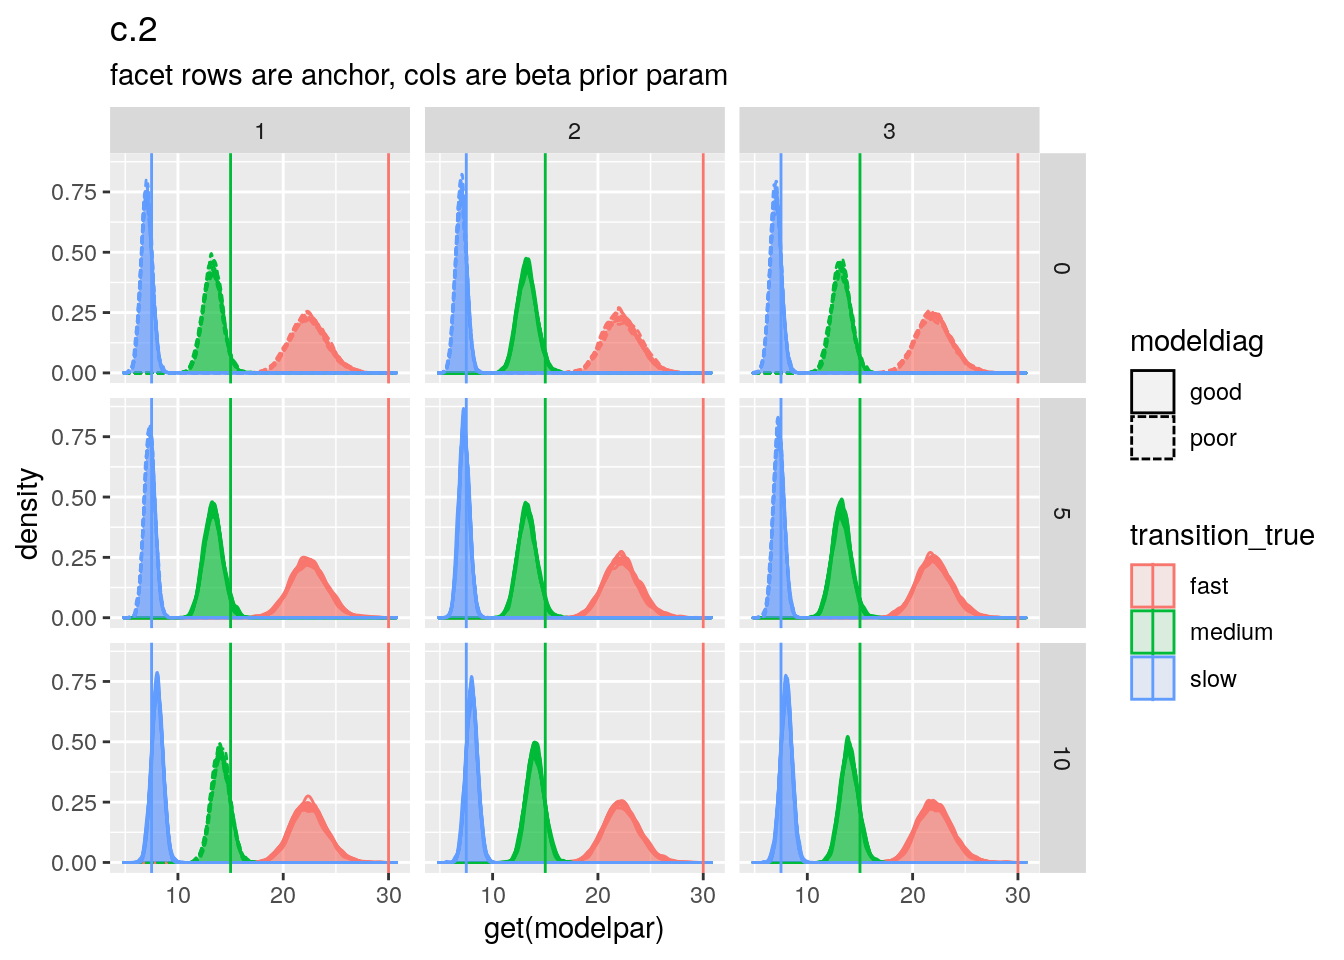 c.2
facet rows are anchor, cols are beta prior param
1 2 3
0.75
0.50
0.25
0.00
0
0.75
0.50
0.25
0.00
5
0.75
0.50
0.25
0.00
10
density
10 20 30 10 20 30 10 20 30
get(modelpar)
modeldiag
good
poor
transition_true
fast
medium
slow